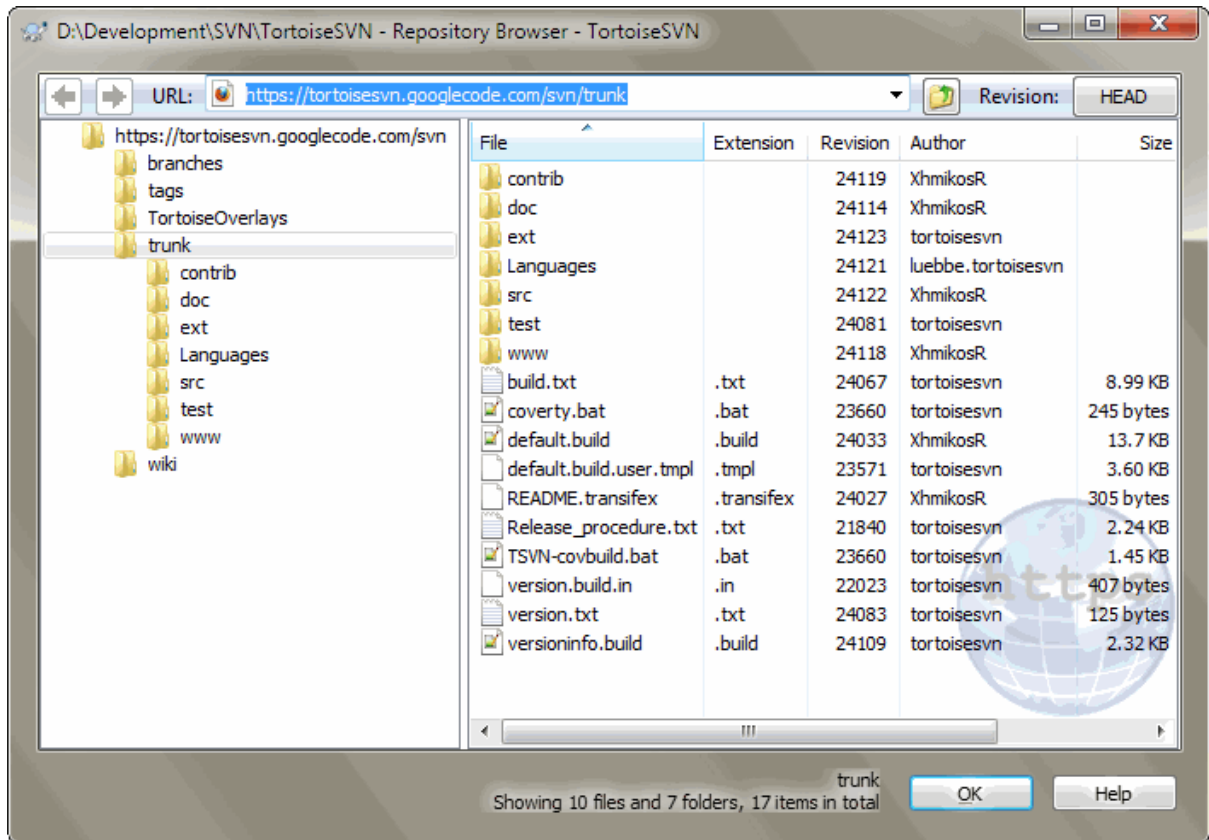 D:\Development\SVN\TortoiseSVN - Repository Browser - TortoiseSVN
URL: https://tortoisesvn.googlecode.com/svn/trunk Revision: HEAD
https://tortoisesvn.googlecode.com/svn
branches
tags
TortoiseOverlays
trunk
contrib
doc
ext
Languages
src
test
www
wiki
File Extension Revision Author Size
contrib 24119 XhmikosR
doc 24114 XhmikosR
ext 24123 tortoisesvn
Languages 24121 luebbe.tortoisesvn
src 24122 XhmikosR
test 24081 tortoisesvn
www 24118 XhmikosR
build.txt .txt 24067 tortoisesvn 8.99 KB
coverty.bat .bat 23660 tortoisesvn 245 bytes
default.build .build 24033 XhmikosR 13.7 KB
default.build.user.tmpl .tmpl 23571 tortoisesvn 3.60 KB
README.transifex .transifex 24027 XhmikosR 305 bytes
Release_procedure.txt .txt 21840 tortoisesvn 2.24 KB
TSVN-covbuild.bat .bat 23660 tortoisesvn 1.45 KB
version.build.in .in 22023 tortoisesvn 407 bytes
version.txt .txt 24083 tortoisesvn 125 bytes
versioninfo.build .build 24109 tortoisesvn 2.32 KB
https
trunk
Showing 10 files and 7 folders, 17 items in total
OK
Help